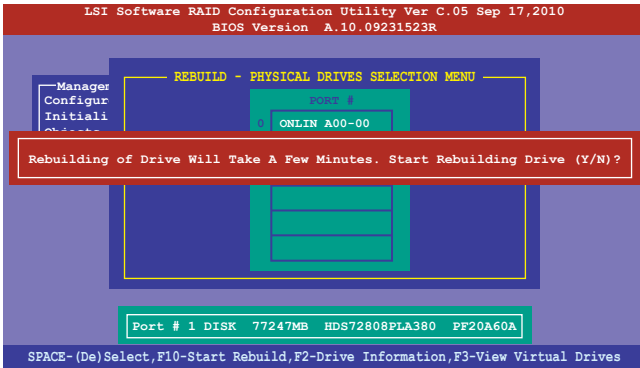 LSI Software RAID Configuration Utility Ver C.05 Sep 17,2010
BIOS Version A.10.09231523R
REBUILD - PHYSICAL DRIVES SELECTION MENU
Managem
Configur
Initiali
PORT #
0 ONLIN A00-00
Rebuilding of Drive Will Take A Few Minutes. Start Rebuilding Drive (Y/N)?
Port # 1 DISK 77247MB HDS72808PLA380 PF20A60A
SPACE-(De)Select,F10-Start Rebuild,F2-Drive Information,F3-View Virtual Drives